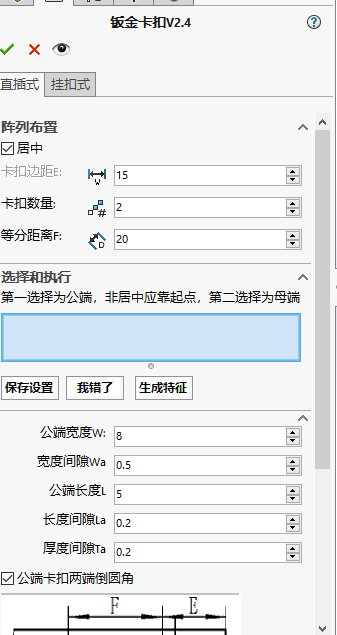 钣金卡扣V2.4
直插式 挂扣式
阵列布置
居中
卡扣边距E: 15
卡扣数量: 2
等分距离F: 20
选择和执行
第一选择为公端，非居中应靠起点，第二选择为母端
保存设置 我错了 生成特征
公端宽度W: 8
宽度间隙Wa 0.5
公端长度L 5
长度间隙La 0.2
厚度间隙Ta 0.2
公端卡扣两端倒圆角
F E